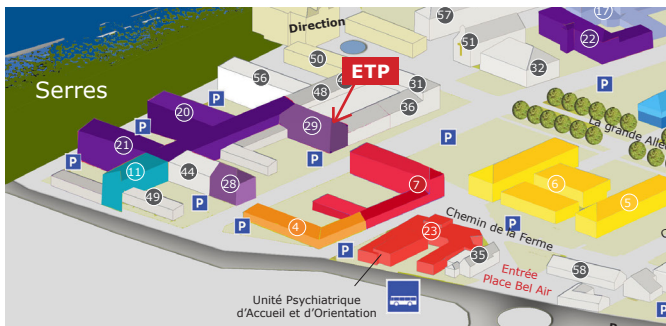 57
17
Direction
51
22
50
ETP
56
32
Serres
48
31
P
20
36
P
29
La grande Allé
P
P
21
P
P
11
44
28
7
6
49
P
5
P
4
23
Chemin de la Ferme
P
P
35
Entrée
Place Bel Air
58
Unité Psychiatrique
d'Accueil et d'Orientation
P